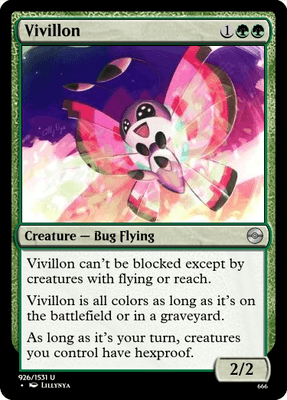 Vivillon 1
Creature — Bug Flying
Vivillon can't be blocked except by
creatures with flying or reach.
Vivillon is all colors as long as it's on
the battlefield or in a graveyard.
As long as it's your turn, creatures
you control have hexproof.
2/2
926/1531 U
• LILLYNYA
666